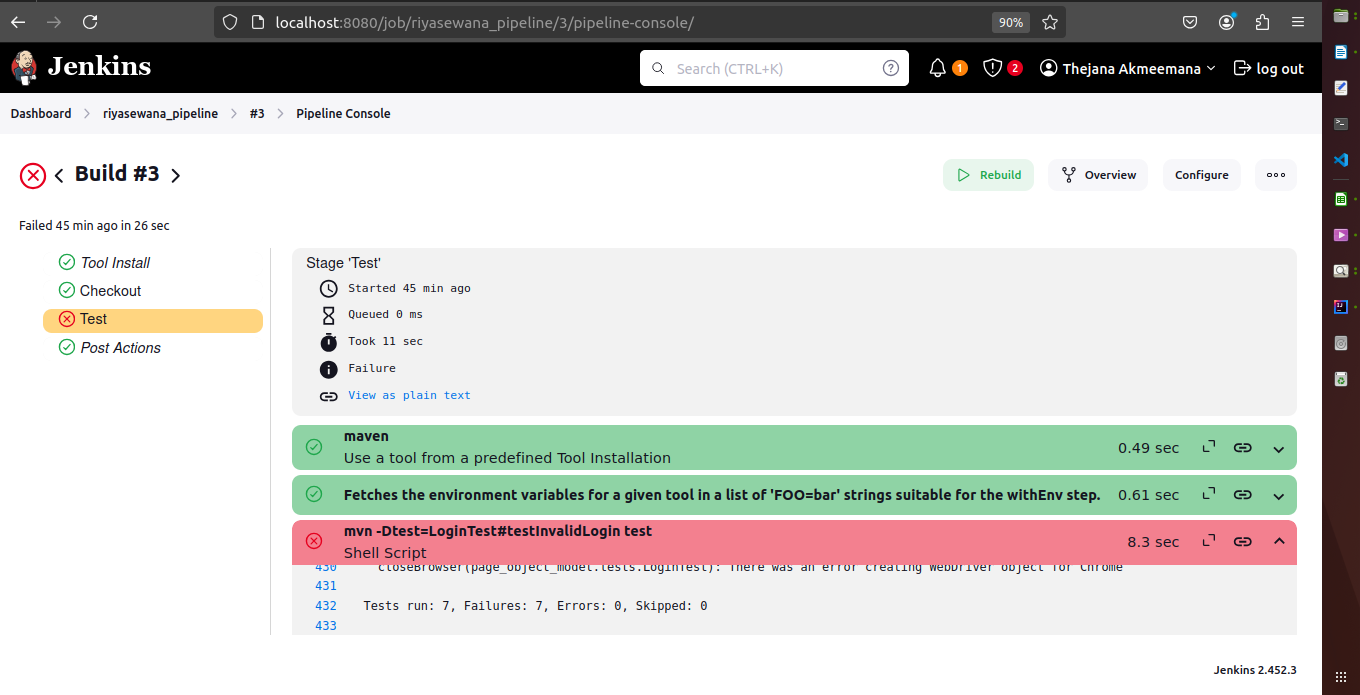 localhost:8080/job/riyasewana_pipeline/3/pipeline-console/
90%
Jenkins
Search (CTRL+K)
?
1
2
Thejana Akmeemana
log out
Dashboard
riyasewana_pipeline
#3
Pipeline Console
Build #3
Rebuild
Overview
Configure
Failed 45 min ago in 26 sec
Tool Install
Checkout
Test
Post Actions
Stage 'Test'
Started 45 min ago
Queued 0 ms
Took 11 sec
Failure
View as plain text
maven
Use a tool from a predefined Tool Installation
0.49 sec
Fetches the environment variables for a given tool in a list of 'FOO=bar' strings suitable for the withEnv step.
0.61 sec
mvn -Dtest=LoginTest#testInvalidLogin test
Shell Script
8.3 sec
430 closeBrowser(page_object_model.tests.LoginTest): There was an error creating WebDriver object for Chrome
431
432 Tests run: 7, Failures: 7, Errors: 0, Skipped: 0
433
Jenkins 2.452.3